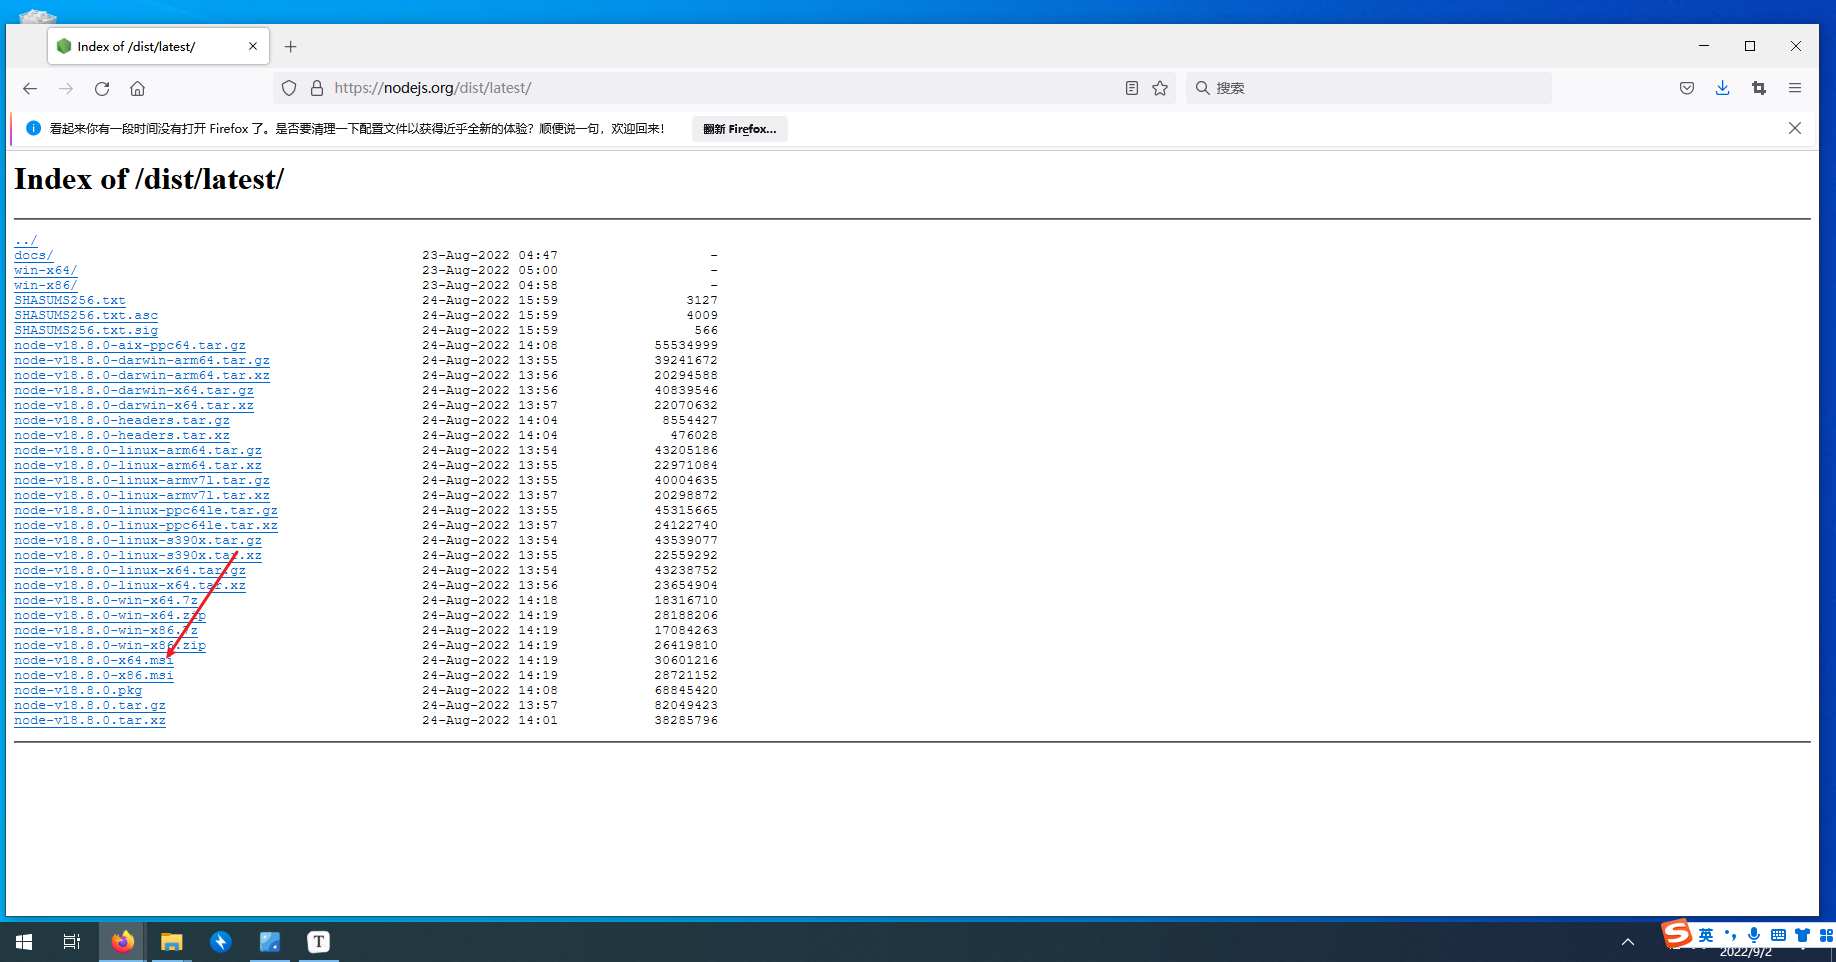 Index of /dist/latest/
https://nodejs.org/dist/latest/
搜索
看起来你有一段时间没有打开 Firefox 了。是否要清理一下配置文件以获得近乎全新的体验？顺便说一句，欢迎回来！
翻新 Firefox...
Index of /dist/latest/
../
docs/ 23-Aug-2022 04:47 -
win-x64/ 23-Aug-2022 05:00 -
win-x86/ 23-Aug-2022 04:58 -
SHASUMS256.txt 24-Aug-2022 15:59 3127
SHASUMS256.txt.asc 24-Aug-2022 15:59 4009
SHASUMS256.txt.sig 24-Aug-2022 15:59 566
node-v18.8.0-aix-ppc64.tar.gz 24-Aug-2022 14:08 55534999
node-v18.8.0-darwin-arm64.tar.gz 24-Aug-2022 13:55 39241672
node-v18.8.0-darwin-arm64.tar.xz 24-Aug-2022 13:56 20294588
node-v18.8.0-darwin-x64.tar.gz 24-Aug-2022 13:56 40839546
node-v18.8.0-darwin-x64.tar.xz 24-Aug-2022 13:57 22070632
node-v18.8.0-headers.tar.gz 24-Aug-2022 14:04 8554427
node-v18.8.0-headers.tar.xz 24-Aug-2022 14:04 476028
node-v18.8.0-linux-arm64.tar.gz 24-Aug-2022 13:54 43205186
node-v18.8.0-linux-arm64.tar.xz 24-Aug-2022 13:55 22971084
node-v18.8.0-linux-armv7l.tar.gz 24-Aug-2022 13:55 40004635
node-v18.8.0-linux-armv7l.tar.xz 24-Aug-2022 13:57 20298872
node-v18.8.0-linux-ppc64le.tar.gz 24-Aug-2022 13:55 45315665
node-v18.8.0-linux-ppc64le.tar.xz 24-Aug-2022 13:57 24122740
node-v18.8.0-linux-s390x.tar.gz 24-Aug-2022 13:54 43539077
node-v18.8.0-linux-s390x.tar.xz 24-Aug-2022 13:55 22559292
node-v18.8.0-linux-x64.tar.gz 24-Aug-2022 13:54 43238752
node-v18.8.0-linux-x64.tar.xz 24-Aug-2022 13:56 23654904
node-v18.8.0-win-x64.7z 24-Aug-2022 14:18 18316710
node-v18.8.0-win-x64.zip 24-Aug-2022 14:19 28188206
node-v18.8.0-win-x86.7z 24-Aug-2022 14:19 17084263
node-v18.8.0-win-x86.zip 24-Aug-2022 14:19 26419810
node-v18.8.0-x64.msi 24-Aug-2022 14:19 30601216
node-v18.8.0-x86.msi 24-Aug-2022 14:19 28721152
node-v18.8.0.pkg 24-Aug-2022 14:08 68845420
node-v18.8.0.tar.gz 24-Aug-2022 13:57 82049423
node-v18.8.0.tar.xz 24-Aug-2022 14:01 38285796
T
S 英
2022/9/2